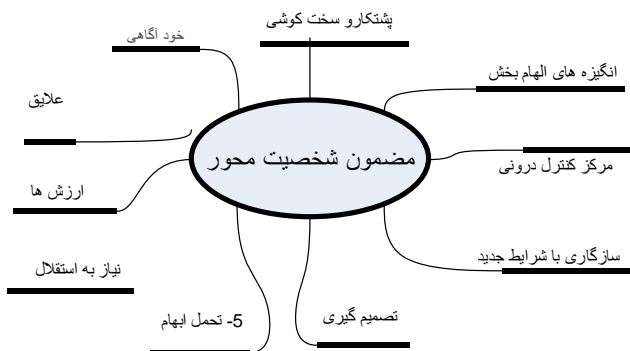 پشتکارو سخت کوشی
خود آگاهی
انگیزه های الهام بخش
علایق
مضمون شخصیت محور
مرکز کنترل درونی
ارزش ها
سازگاری با شرایط جدید
نیاز به استقلال
تصمیم گیری
5- تحمل ابهام